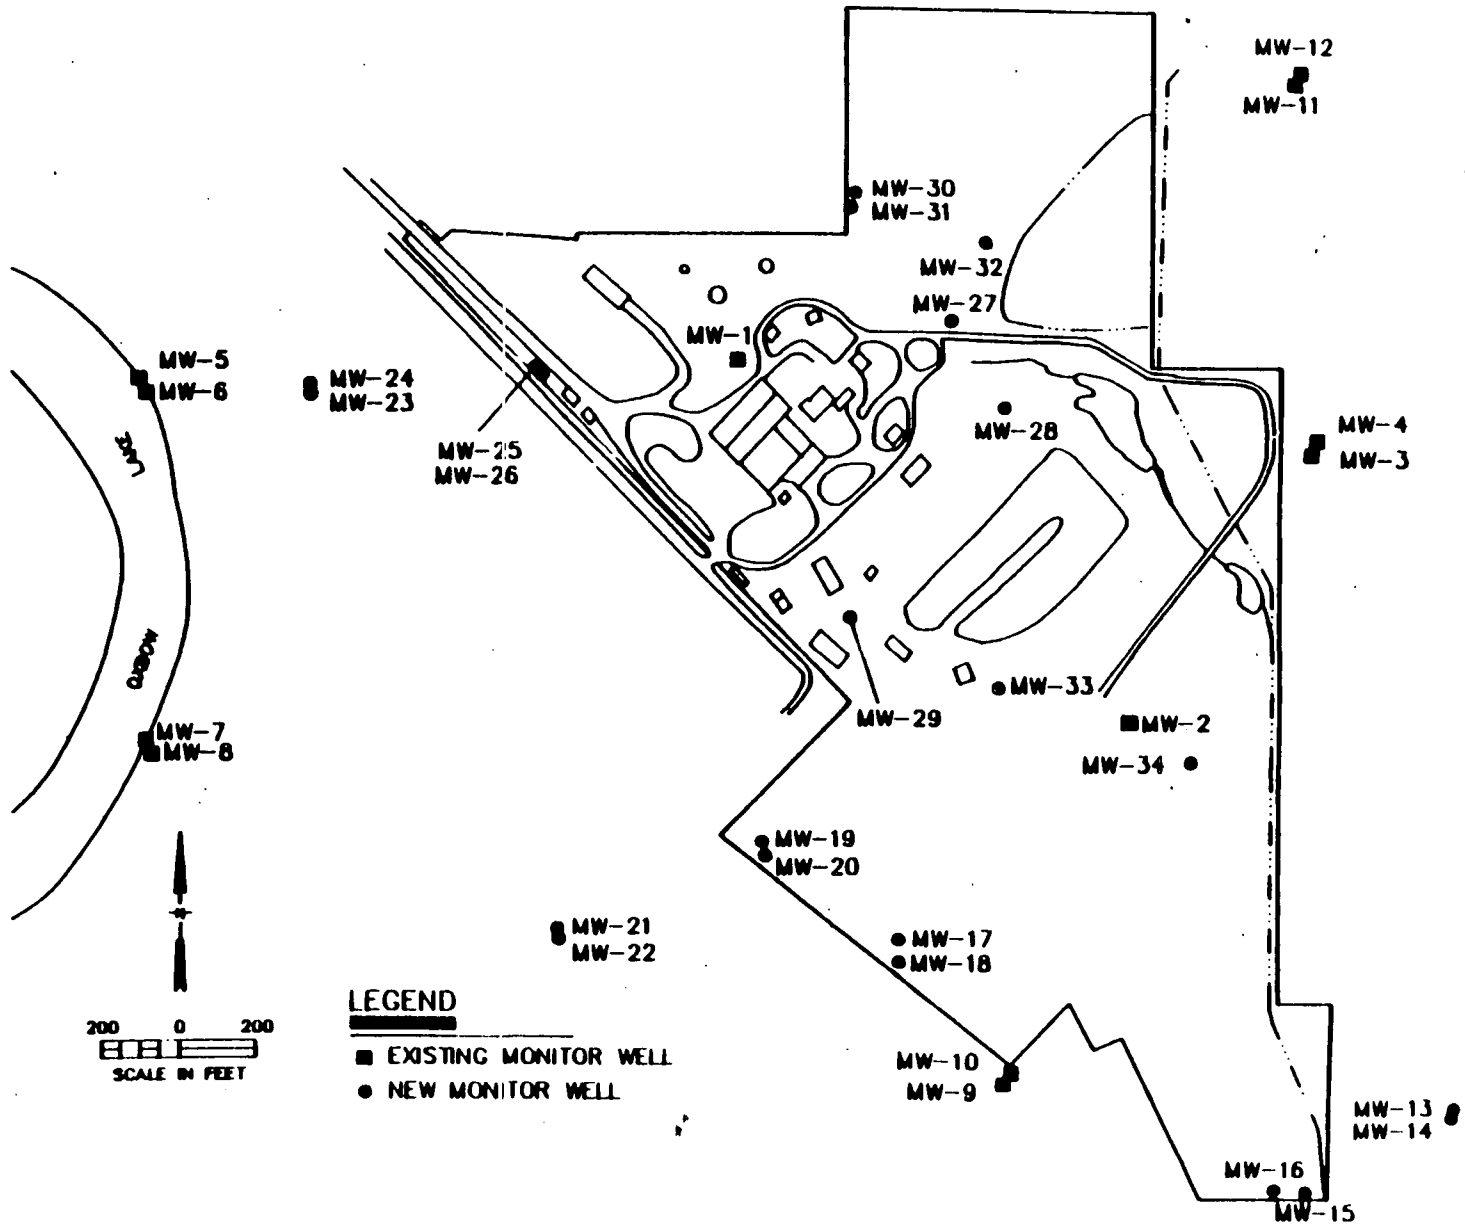 MW-12
MW-11
MW-30
MW-31
MW-32
MW-27
MW-1
MW-5
MW-6
MW-24
MW-23
MW-25
MW-26
MW-28
MW-4
MW-3
LAKE
OXBOW
MW-33
MW-29
MW-2
MW-34
MW-7
MW-8
MW-19
MW-20
MW-21
MW-22
MW-17
MW-18
LEGEND
200 0 200
SCALE IN FEET
EXISTING MONITOR WELL
NEW MONITOR WELL
MW-10
MW-9
MW-13
MW-14
MW-16
MW-15